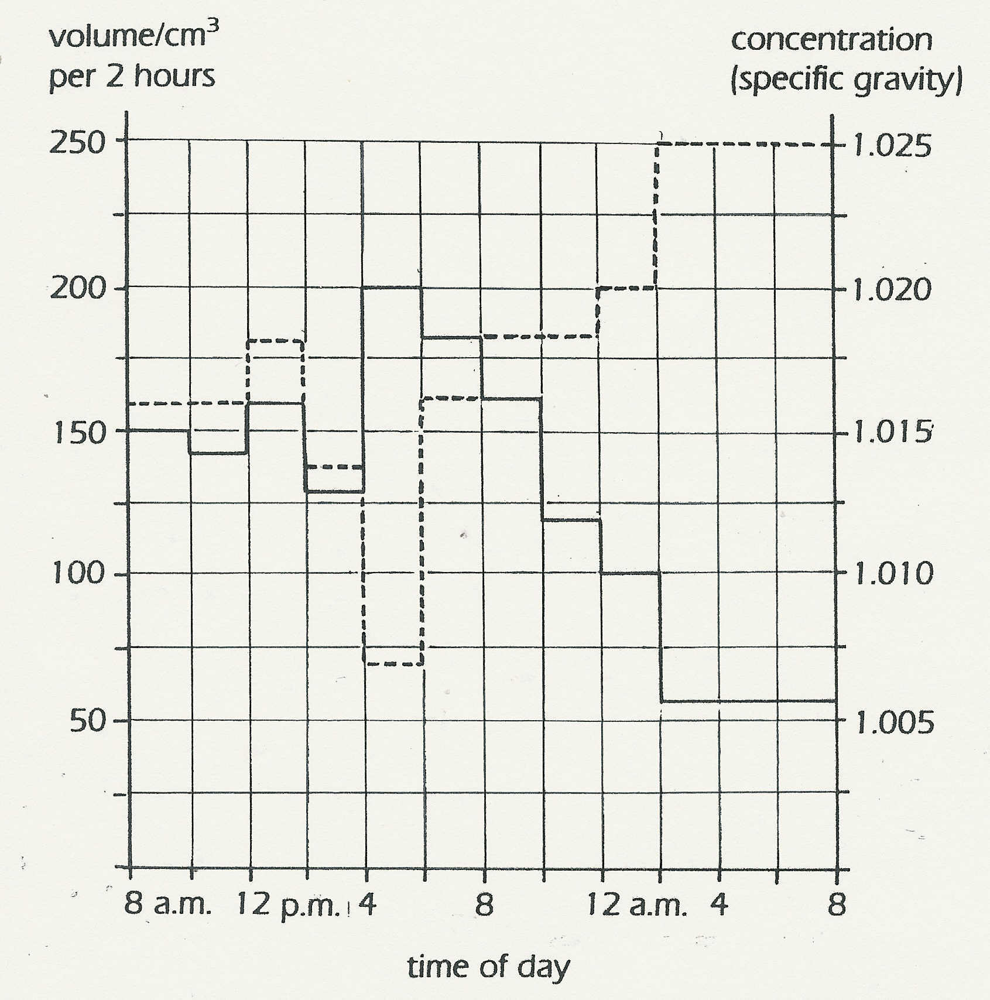 volume/cm³
per 2 hours
concentration
(specific gravity)
250
200
150
100
50
1.025
1.020
1.015
1.010
1.005
8 a.m.
12 p.m.
4
8
12 a.m.
4
8
time of day